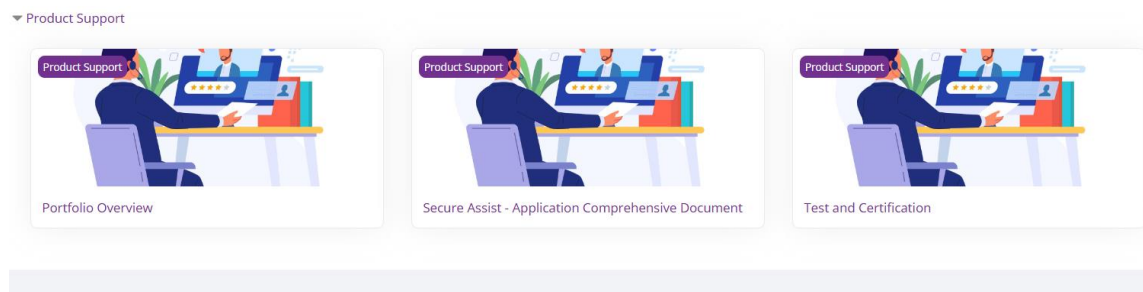 Product Support
Product Support
Product Support
Product Support
Portfolio Overview
Secure Assist - Application Comprehensive Document
Test and Certification